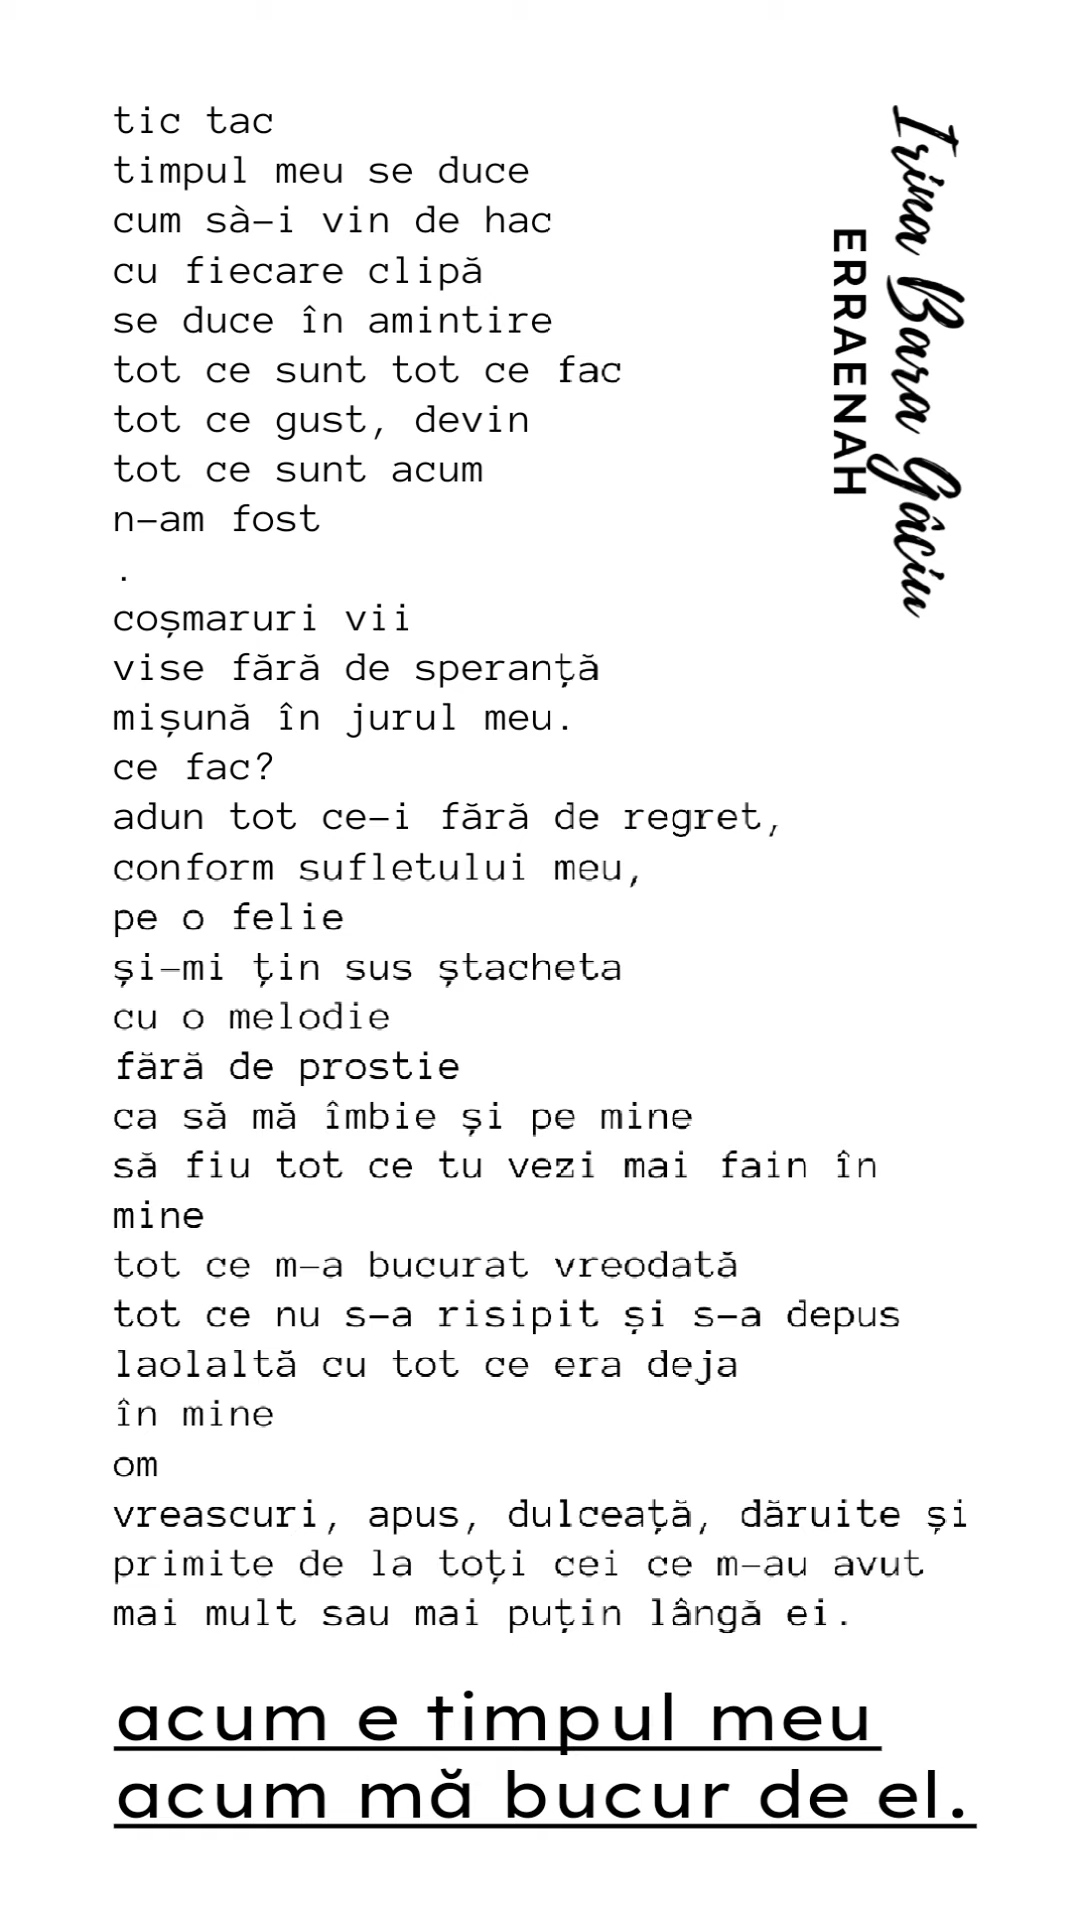 tic tac
timpul meu se duce
cum sà-i vin de hac
cu fiecare clipă
se duce în amintire
tot ce sunt tot ce fac
tot ce gust, devin
tot ce sunt acum
n-am fost
.
coșmaruri vii
vise fără de speranță
mișună în jurul meu.
ce fac?
adun tot ce-i fără de regret,
conform sufletului meu,
pe o felie
și-mi țin sus ștacheta
cu o melodie
fără de prostie
ca să mă îmbie și pe mine
să fiu tot ce tu vezi mai fain în
mine
tot ce m-a bucurat vreodată
tot ce nu s-a risipit și s-a depus
laolaltă cu tot ce era deja
în mine
om
vreascuri, apus, dulceață, dăruite și
primite de la toți cei ce m-au avut
mai mult sau mai puțin lângă ei.
acum e timpul meu
acum mă bucur de el.
Irina Bara Gâciu
ERRAENAH